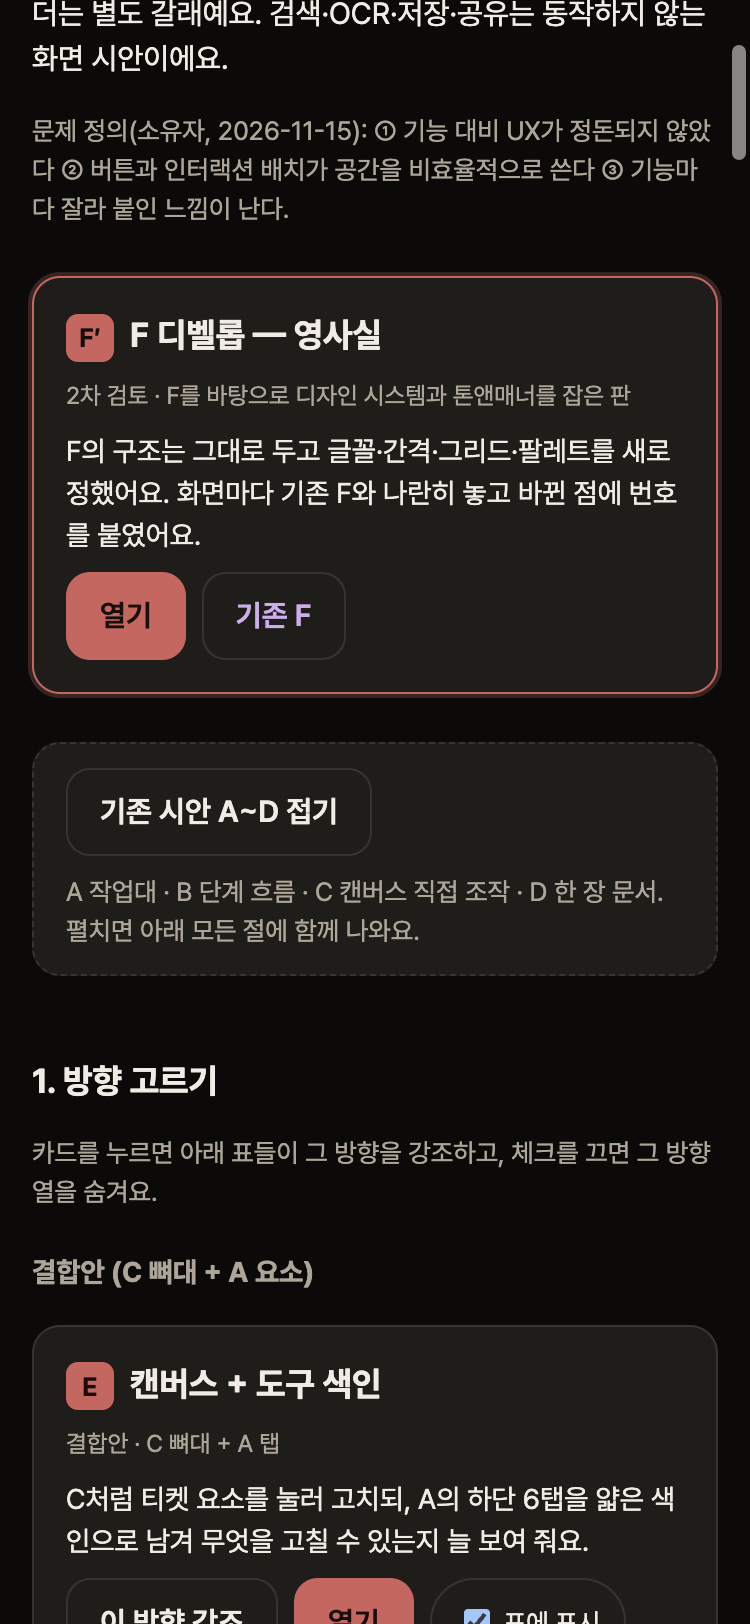 더는 별도 갈래예요. 검색·OCR·저장·공유는 동작하지 않는
화면 시안이에요.
문제 정의(소유자, 2026-11-15): ① 기능 대비 UX가 정돈되지 않았
다 ② 버튼과 인터랙션 배치가 공간을 비효율적으로 쓴다 ③ 기능마
다 잘라 붙인 느낌이 난다.
F′ F 디벨롭 — 영사실
2차 검토 · F를 바탕으로 디자인 시스템과 톤앤매너를 잡은 판
F의 구조는 그대로 두고 글꼴·간격·그리드·팔레트를 새로
정했어요. 화면마다 기존 F와 나란히 놓고 바뀐 점에 번호
를 붙였어요.
열기 기존 F
기존 시안 A~D 접기
A 작업대 · B 단계 흐름 · C 캔버스 직접 조작 · D 한 장 문서.
펼치면 아래 모든 절에 함께 나와요.
1. 방향 고르기
카드를 누르면 아래 표들이 그 방향을 강조하고, 체크를 끄면 그 방향
열을 숨겨요.
결합안 (C 뼈대 + A 요소)
E 캔버스 + 도구 색인
결합안 · C 뼈대 + A 탭
C처럼 티켓 요소를 눌러 고치되, A의 하단 6탭을 얇은 색
인으로 남겨 무엇을 고칠 수 있는지 늘 보여 줘요.
이 방향 강조 열기 표에 표시